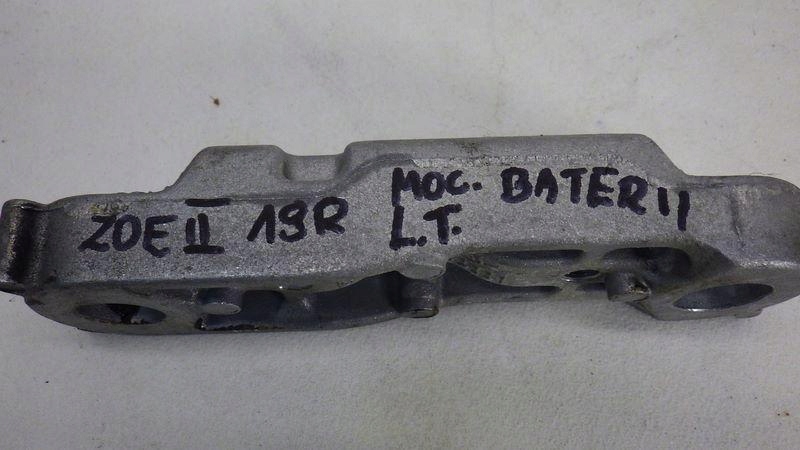 ZOE II 19R MOC. BATERII
L.T.